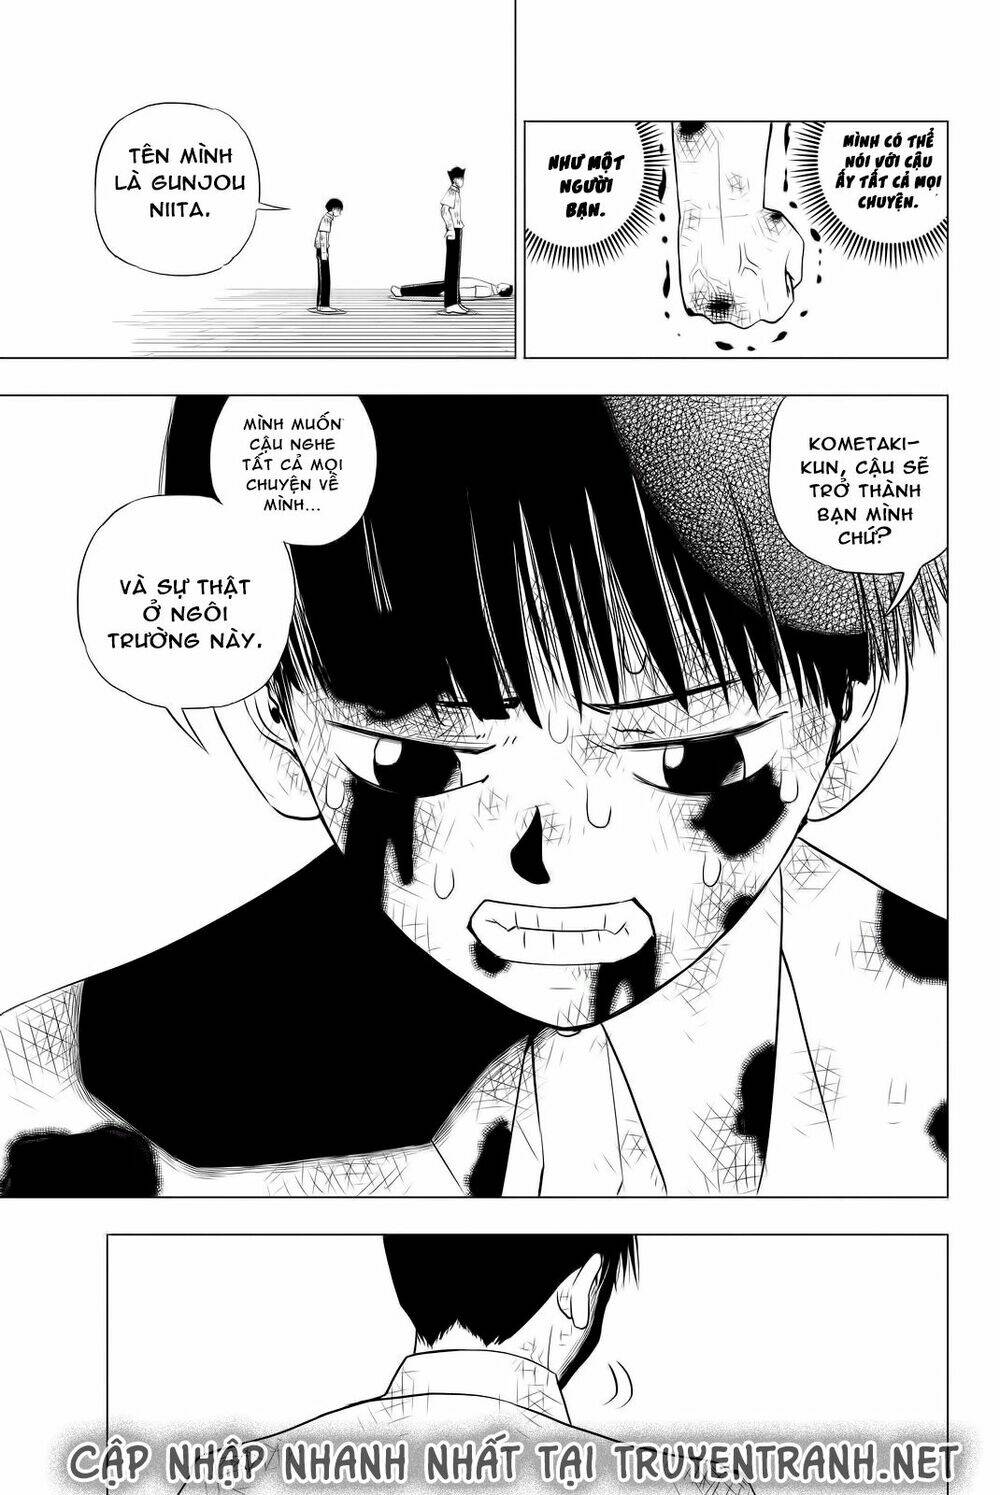 MÌNH CÓ THỂ
NÓI VỚI CẬU
ẤY TẤT CẢ MỌI
CHUYỆN.
NHƯ MỘT
NGƯỜI
BẠN.
TÊN MÌNH
LÀ GUNJOU
NIITA.
KOMETAKI-
KUN, CẬU SẼ
TRỞ THÀNH
BẠN MÌNH
CHỨ?
MÌNH MUỐN
CẬU NGHE
TẤT CẢ MỌI
CHUYỆN VỀ
MÌNH...
VÀ SỰ THẬT
Ở NGÔI
TRƯỜNG NÀY.
CẬP NHẬP NHANH NHẤT TẠI TRUYENTRANH.NET